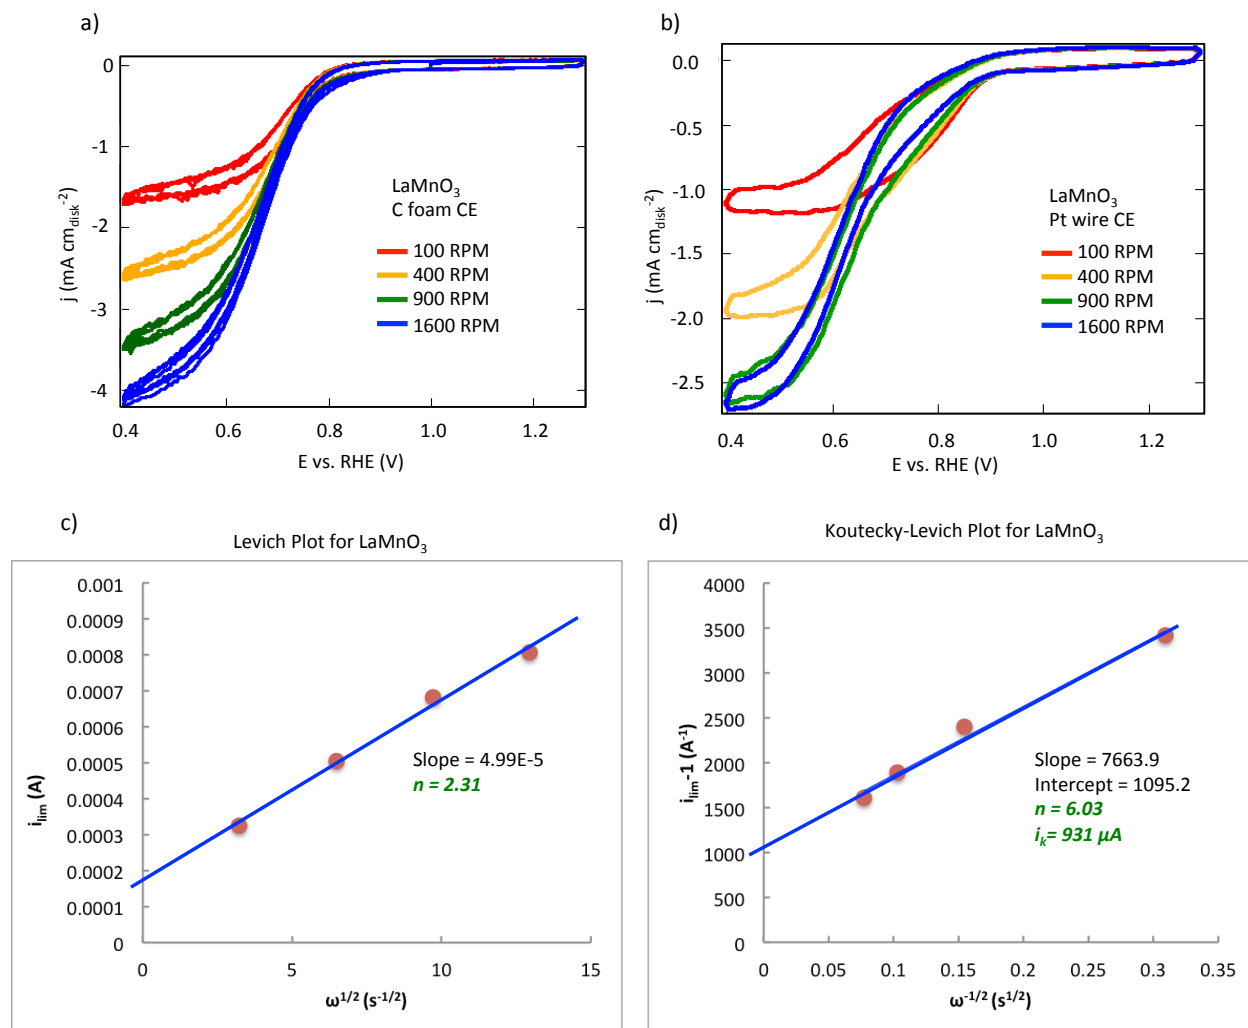 a)
0
-1
-2
-3
-4
j (mA cm_disk^-2)
0.4 0.6 0.8 1.0 1.2
E vs. RHE (V)
LaMnO3
C foam CE
100 RPM
400 RPM
900 RPM
1600 RPM
b)
0.0
-0.5
-1.0
-1.5
-2.0
-2.5
j (mA cm_disk^-2)
0.4 0.6 0.8 1.0 1.2
E vs. RHE (V)
LaMnO3
Pt wire CE
100 RPM
400 RPM
900 RPM
1600 RPM
c)
Levich Plot for LaMnO3
0.001
0.0009
0.0008
0.0007
0.0006
0.0005
0.0004
0.0003
0.0002
0.0001
0
i_lim (A)
Slope = 4.99E-5
n = 2.31
0 5 10 15
ω^1/2 (s^-1/2)
d)
Koutecky-Levich Plot for LaMnO3
4000
3500
3000
2500
2000
1500
1000
500
0
i_lim-1 (A^-1)
Slope = 7663.9
Intercept = 1095.2
n = 6.03
i_k= 931 μA
0 0.05 0.1 0.15 0.2 0.25 0.3 0.35
ω^-1/2 (s^1/2)